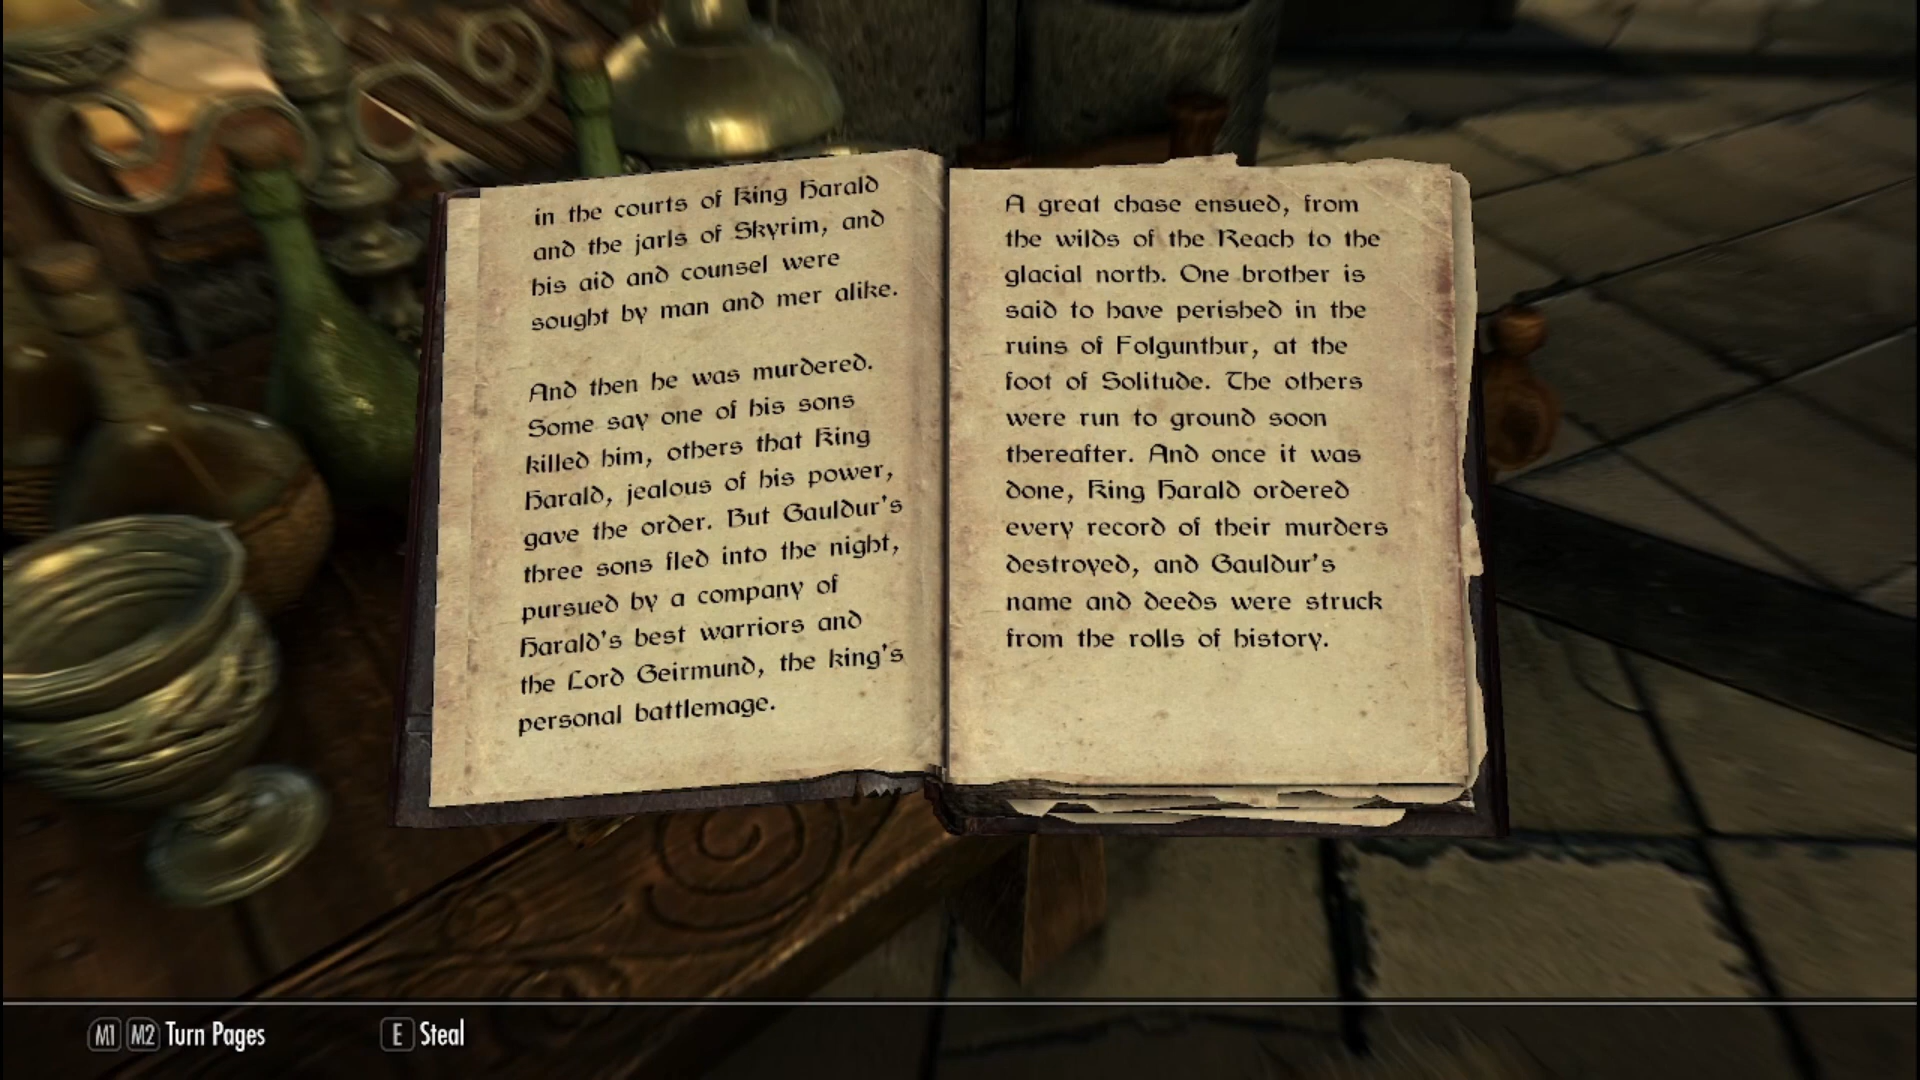 in the courts of King Harald
and the jarls of Skyrim, and
his aid and counsel were
sought by man and mer alike.
And then he was murdered.
Some say one of his sons
killed him, others that King
Harald, jealous of his power,
gave the order. But Gauldur's
three sons fled into the night,
pursued by a company of
Harald's best warriors and
the Lord Geirmund, the king's
personal battlemage.
A great chase ensued, from
the wilds of the Reach to the
glacial north. One brother is
said to have perished in the
ruins of Folgunthur, at the
foot of Solitude. The others
were run to ground soon
thereafter. And once it was
done, King Harald ordered
every record of their murders
destroyed, and Gauldur's
name and deeds were struck
from the rolls of history.
M1 M2 Turn Pages
E Steal